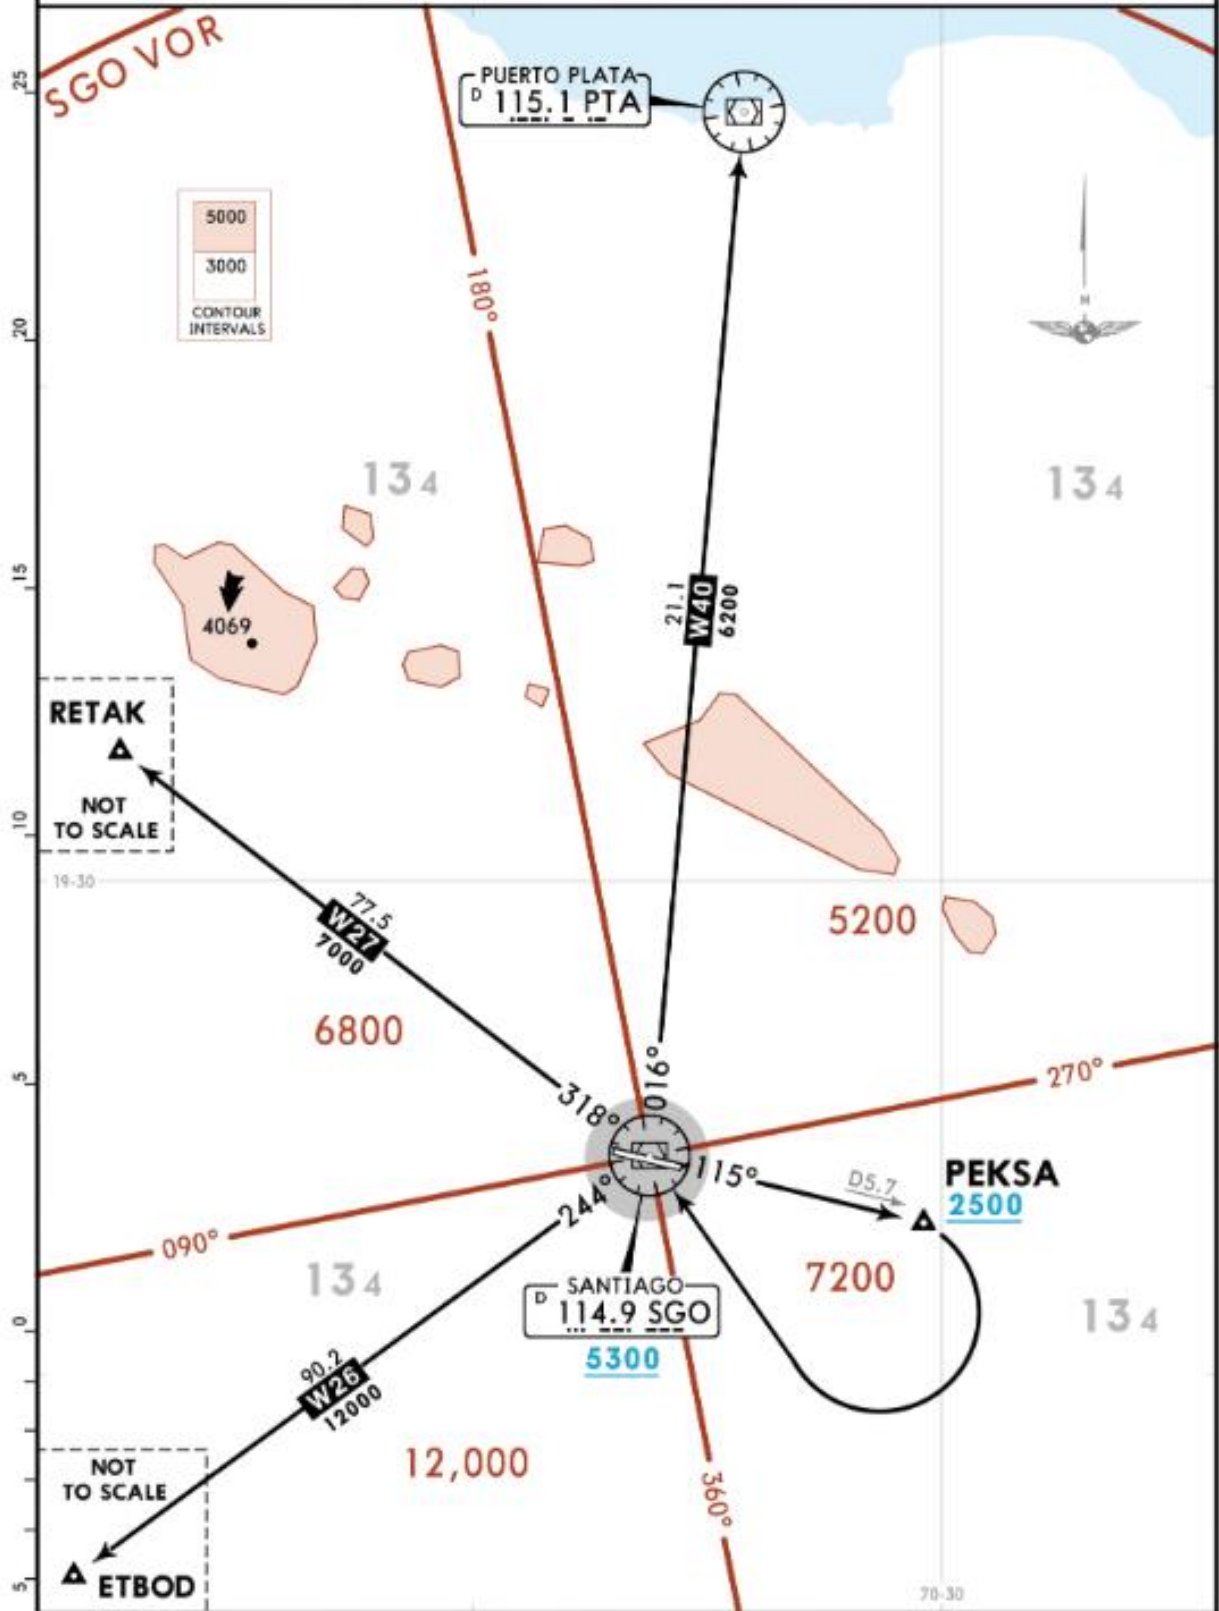 SGO VOR
25
PUERTO PLATA
D 115.1 PTA
5000
3000
CONTOUR
INTERVALS
180°
N
20
13 4
13 4
15
4069
21.1
W40
6200
RETAK
NOT
TO SCALE
10
19-30
77.5
W27
7000
5200
6800
5
016°
318°
270°
115°
D5.7
PEKSA
2500
244°
090°
13 4
7200
SANTIAGO
D 114.9 SGO
5300
13 4
0
90.2
W26
12000
12,000
NOT
TO SCALE
360°
5
ETBOD
70-30